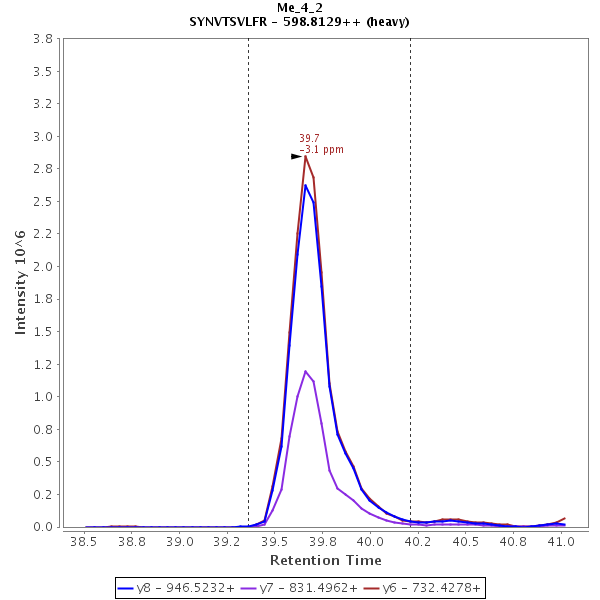 Me_4_2
SYNVTSVLFR - 598.8129++ (heavy)
3.8
3.5
3.2
3.0
2.8
2.5
2.2
2.0
1.8
1.5
1.2
1.0
0.8
0.5
0.2
0.0
Intensity 10^6
39.7
-3.1 ppm
38.5 38.8 39.0 39.2 39.5 39.8 40.0 40.2 40.5 40.8 41.0
Retention Time
y8 - 946.5232+ y7 - 831.4962+ y6 - 732.4278+